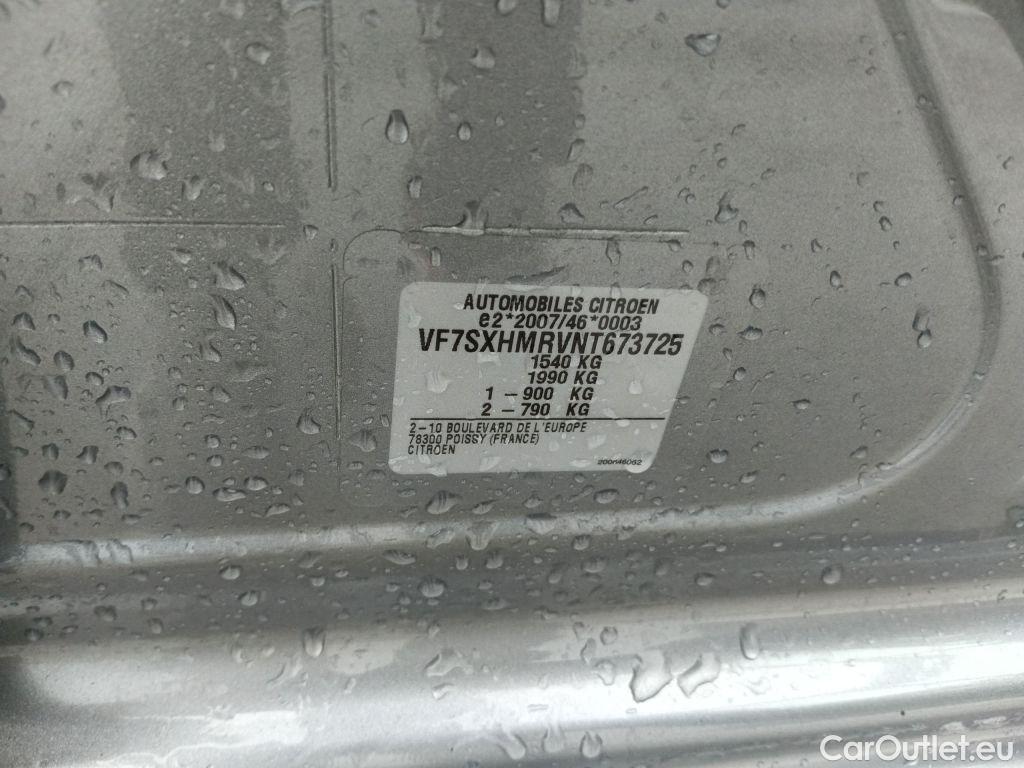 AUTOMOBILES CITROEN
e2*2007/46*0003
VF7SXHMRVNT673725
1540 KG
1990 KG
1 - 900 KG
2 - 790 KG
2-10 BOULEVARD DE L'EUROPE
78300 POISSY (FRANCE)
CITROEN
CarOutlet.eu